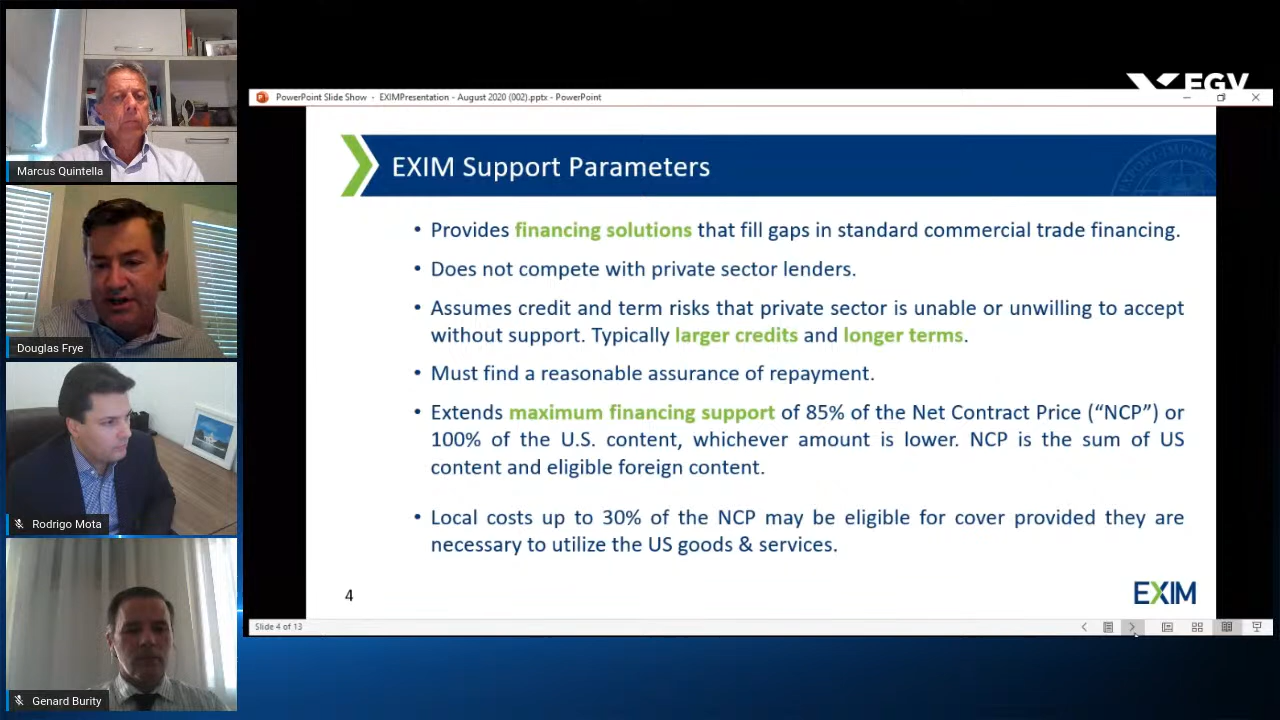 Marcus Quintella
Douglas Frye
Rodrigo Mota
Genard Burity
FGV
PowerPoint Slide Show - EXIMPresentation - August 2020 (002).pptx - PowerPoint
EXIM Support Parameters
• Provides financing solutions that fill gaps in standard commercial trade financing.
• Does not compete with private sector lenders.
• Assumes credit and term risks that private sector is unable or unwilling to accept
without support. Typically larger credits and longer terms.
• Must find a reasonable assurance of repayment.
• Extends maximum financing support of 85% of the Net Contract Price (“NCP”) or
100% of the U.S. content, whichever amount is lower. NCP is the sum of US
content and eligible foreign content.
• Local costs up to 30% of the NCP may be eligible for cover provided they are
necessary to utilize the US goods & services.
4
EXIM
Slide 4 of 13